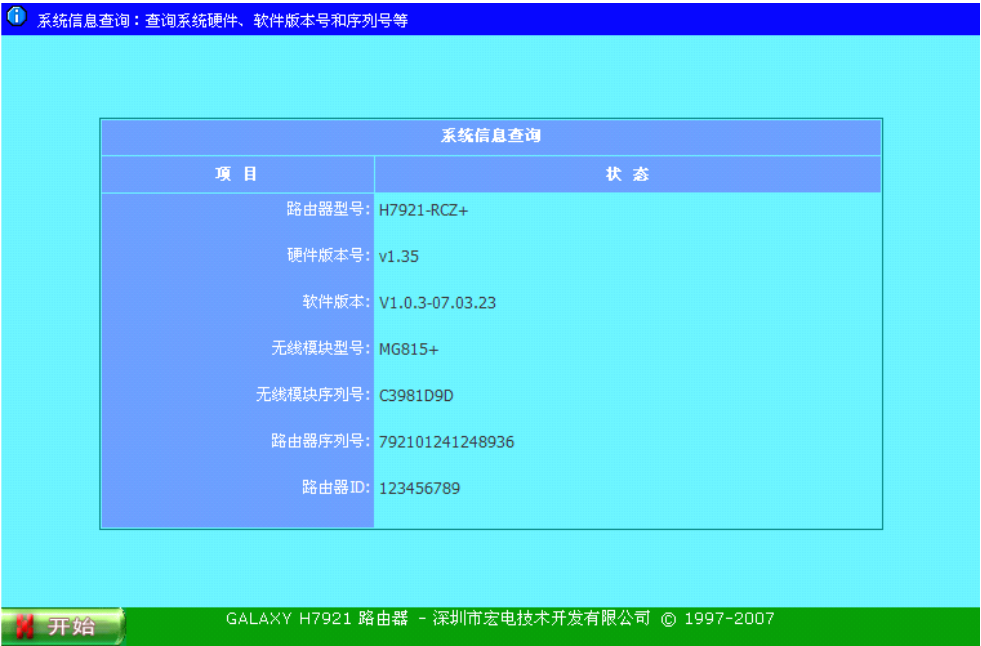 系统信息查询：查询系统硬件、软件版本号和序列号等
系统信息查询
项 目 状 态
路由器型号: H7921-RCZ+
硬件版本号: v1.35
软件版本: V1.0.3-07.03.23
无线模块型号: MG815+
无线模块序列号: C3981D9D
路由器序列号: 792101241248936
路由器ID: 123456789
开始 GALAXY H7921 路由器 - 深圳市宏电技术开发有限公司 © 1997-2007